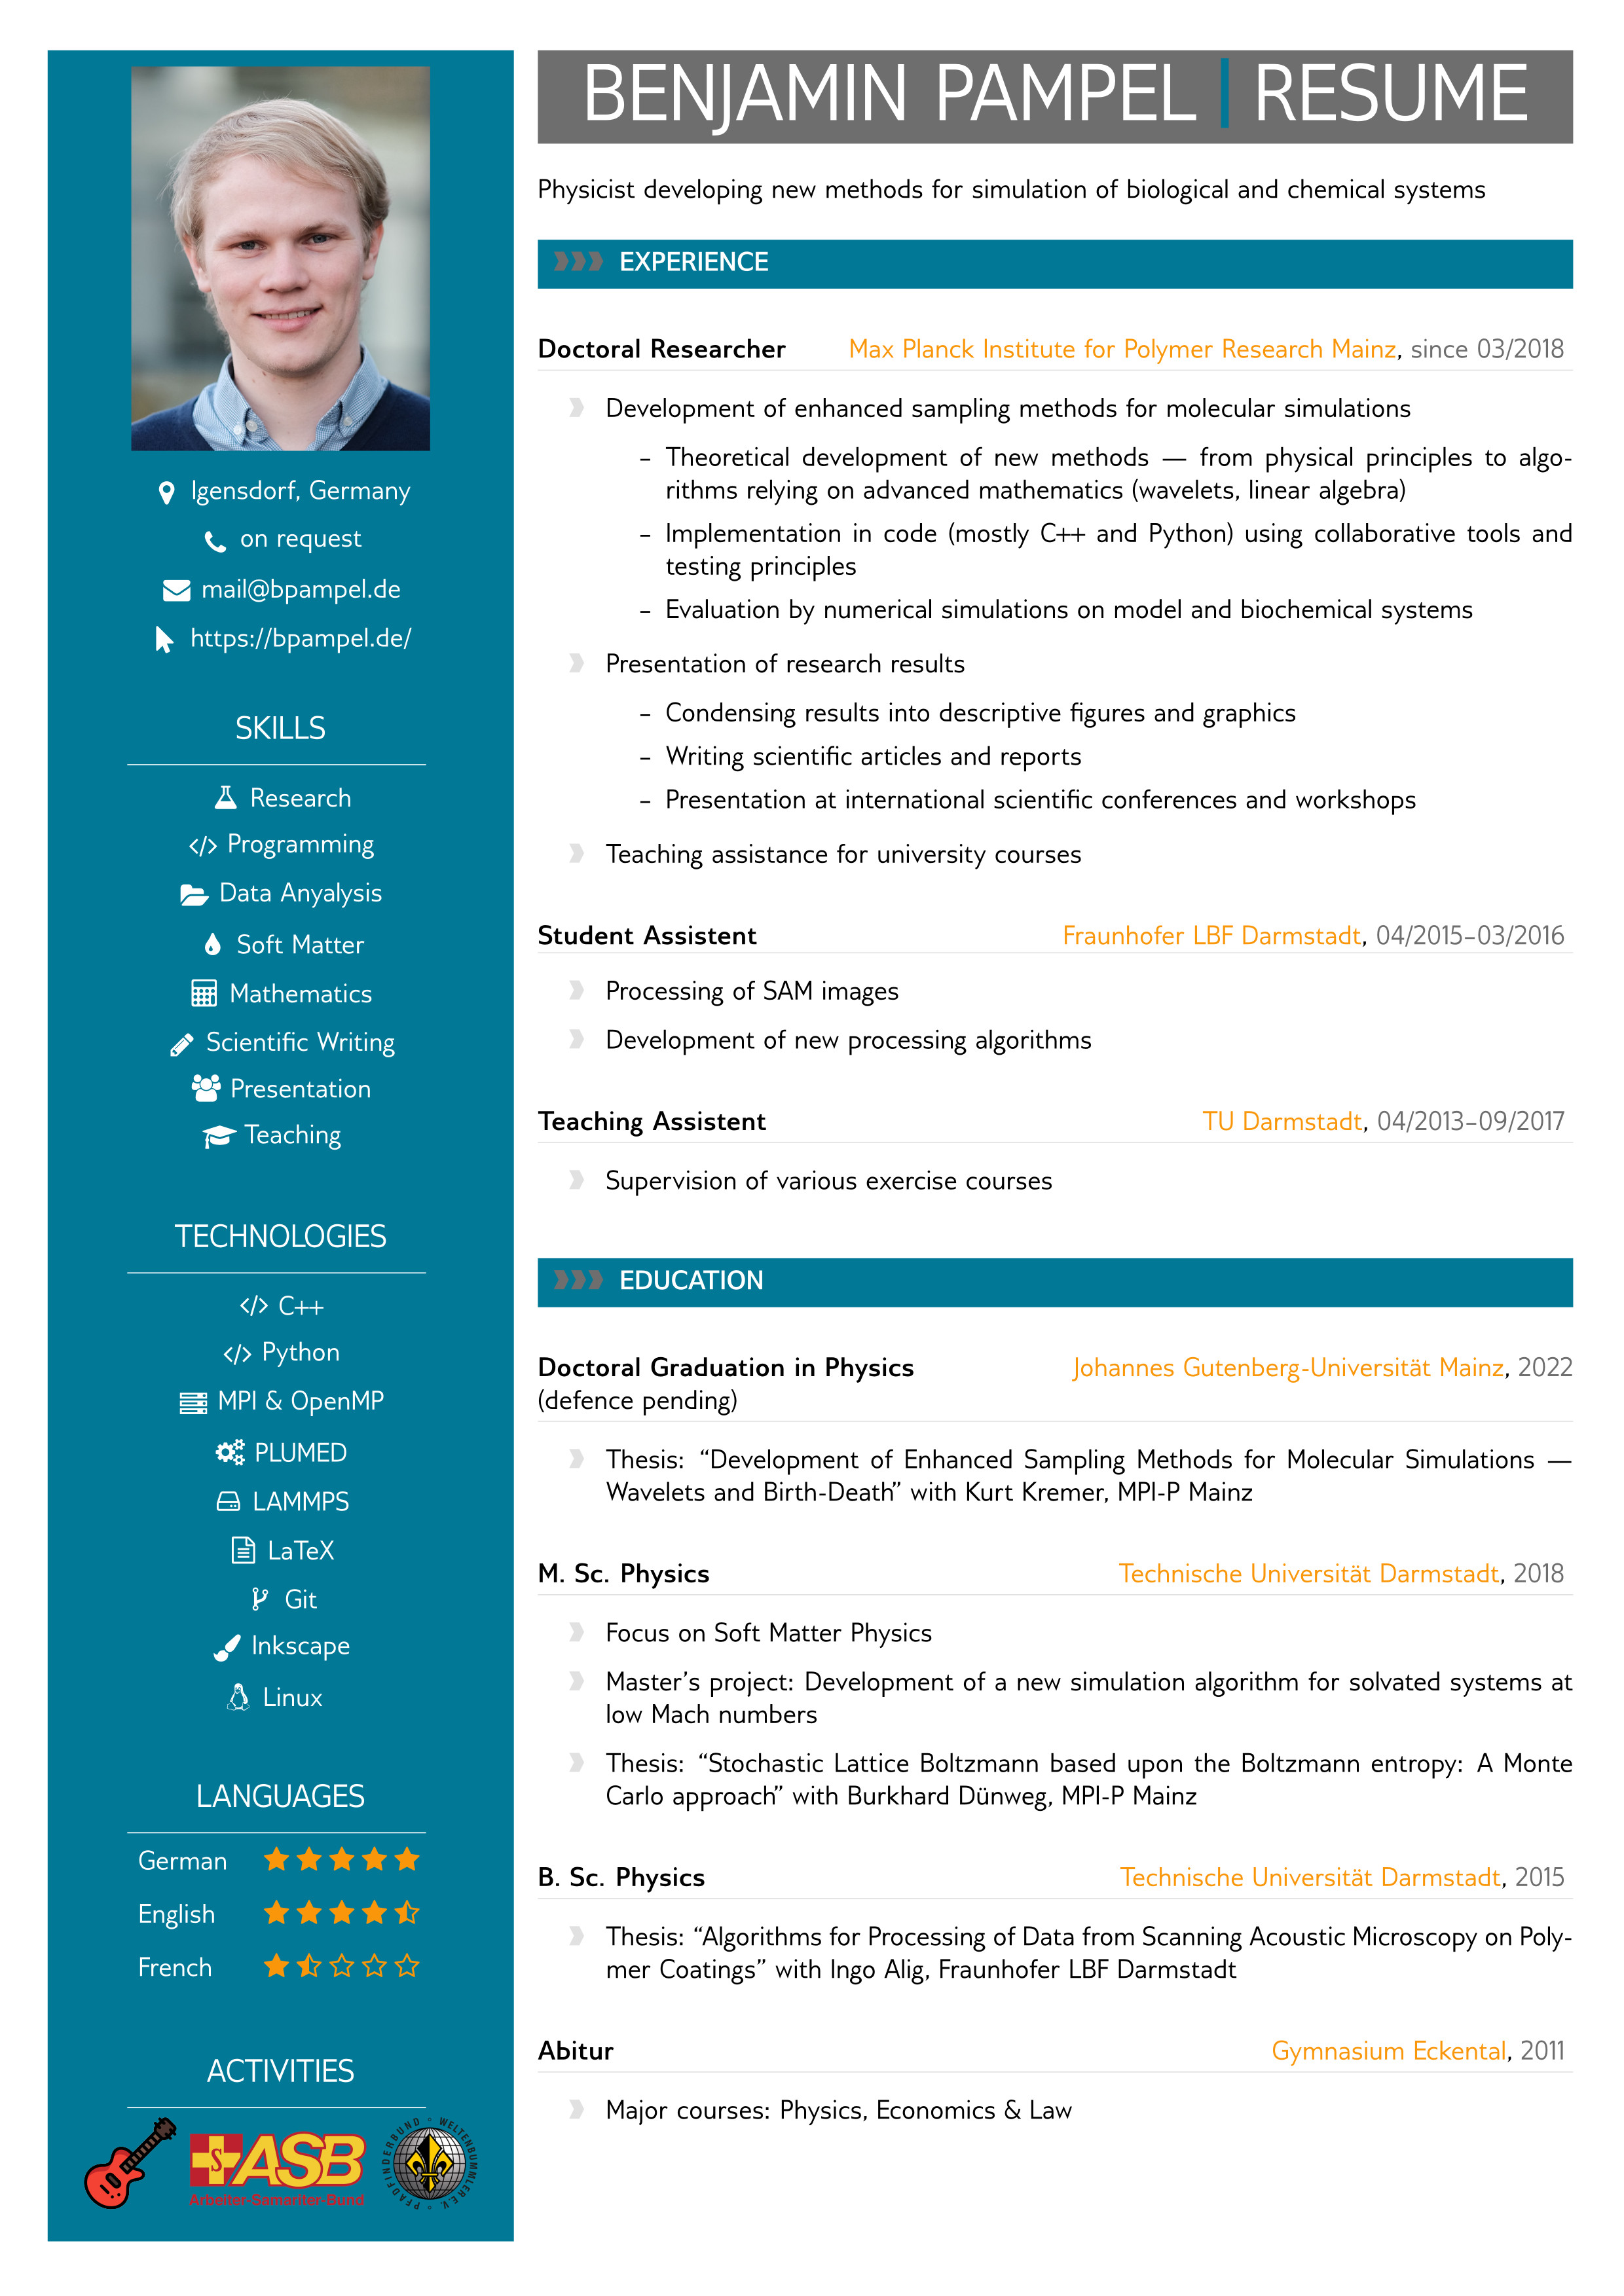 BENJAMIN PAMPEL | RESUME
Physicist developing new methods for simulation of biological and chemical systems
Igensdorf, Germany
on request
mail@bpampel.de
https://bpampel.de/
SKILLS
Research
Programming
Data Anyalysis
Soft Matter
Mathematics
Scientific Writing
Presentation
Teaching
TECHNOLOGIES
C++
Python
MPI & OpenMP
PLUMED
LAMMPS
LaTeX
Git
Inkscape
Linux
LANGUAGES
German
English
French
ACTIVITIES
S ASB
Arbeiter-Samariter-Bund
PFADFINDERBUND * WELTENBUMMLER E.V. *
EXPERIENCE
Doctoral Researcher Max Planck Institute for Polymer Research Mainz, since 03/2018
Development of enhanced sampling methods for molecular simulations
– Theoretical development of new methods — from physical principles to algo-
rithms relying on advanced mathematics (wavelets, linear algebra)
– Implementation in code (mostly C++ and Python) using collaborative tools and
testing principles
– Evaluation by numerical simulations on model and biochemical systems
Presentation of research results
– Condensing results into descriptive figures and graphics
– Writing scientific articles and reports
– Presentation at international scientific conferences and workshops
Teaching assistance for university courses
Student Assistent Fraunhofer LBF Darmstadt, 04/2015–03/2016
Processing of SAM images
Development of new processing algorithms
Teaching Assistent TU Darmstadt, 04/2013–09/2017
Supervision of various exercise courses
EDUCATION
Doctoral Graduation in Physics Johannes Gutenberg-Universität Mainz, 2022
(defence pending)
Thesis: “Development of Enhanced Sampling Methods for Molecular Simulations —
Wavelets and Birth-Death” with Kurt Kremer, MPI-P Mainz
M. Sc. Physics Technische Universität Darmstadt, 2018
Focus on Soft Matter Physics
Master’s project: Development of a new simulation algorithm for solvated systems at
low Mach numbers
Thesis: “Stochastic Lattice Boltzmann based upon the Boltzmann entropy: A Monte
Carlo approach” with Burkhard Dünweg, MPI-P Mainz
B. Sc. Physics Technische Universität Darmstadt, 2015
Thesis: “Algorithms for Processing of Data from Scanning Acoustic Microscopy on Poly-
mer Coatings” with Ingo Alig, Fraunhofer LBF Darmstadt
Abitur Gymnasium Eckental, 2011
Major courses: Physics, Economics & Law